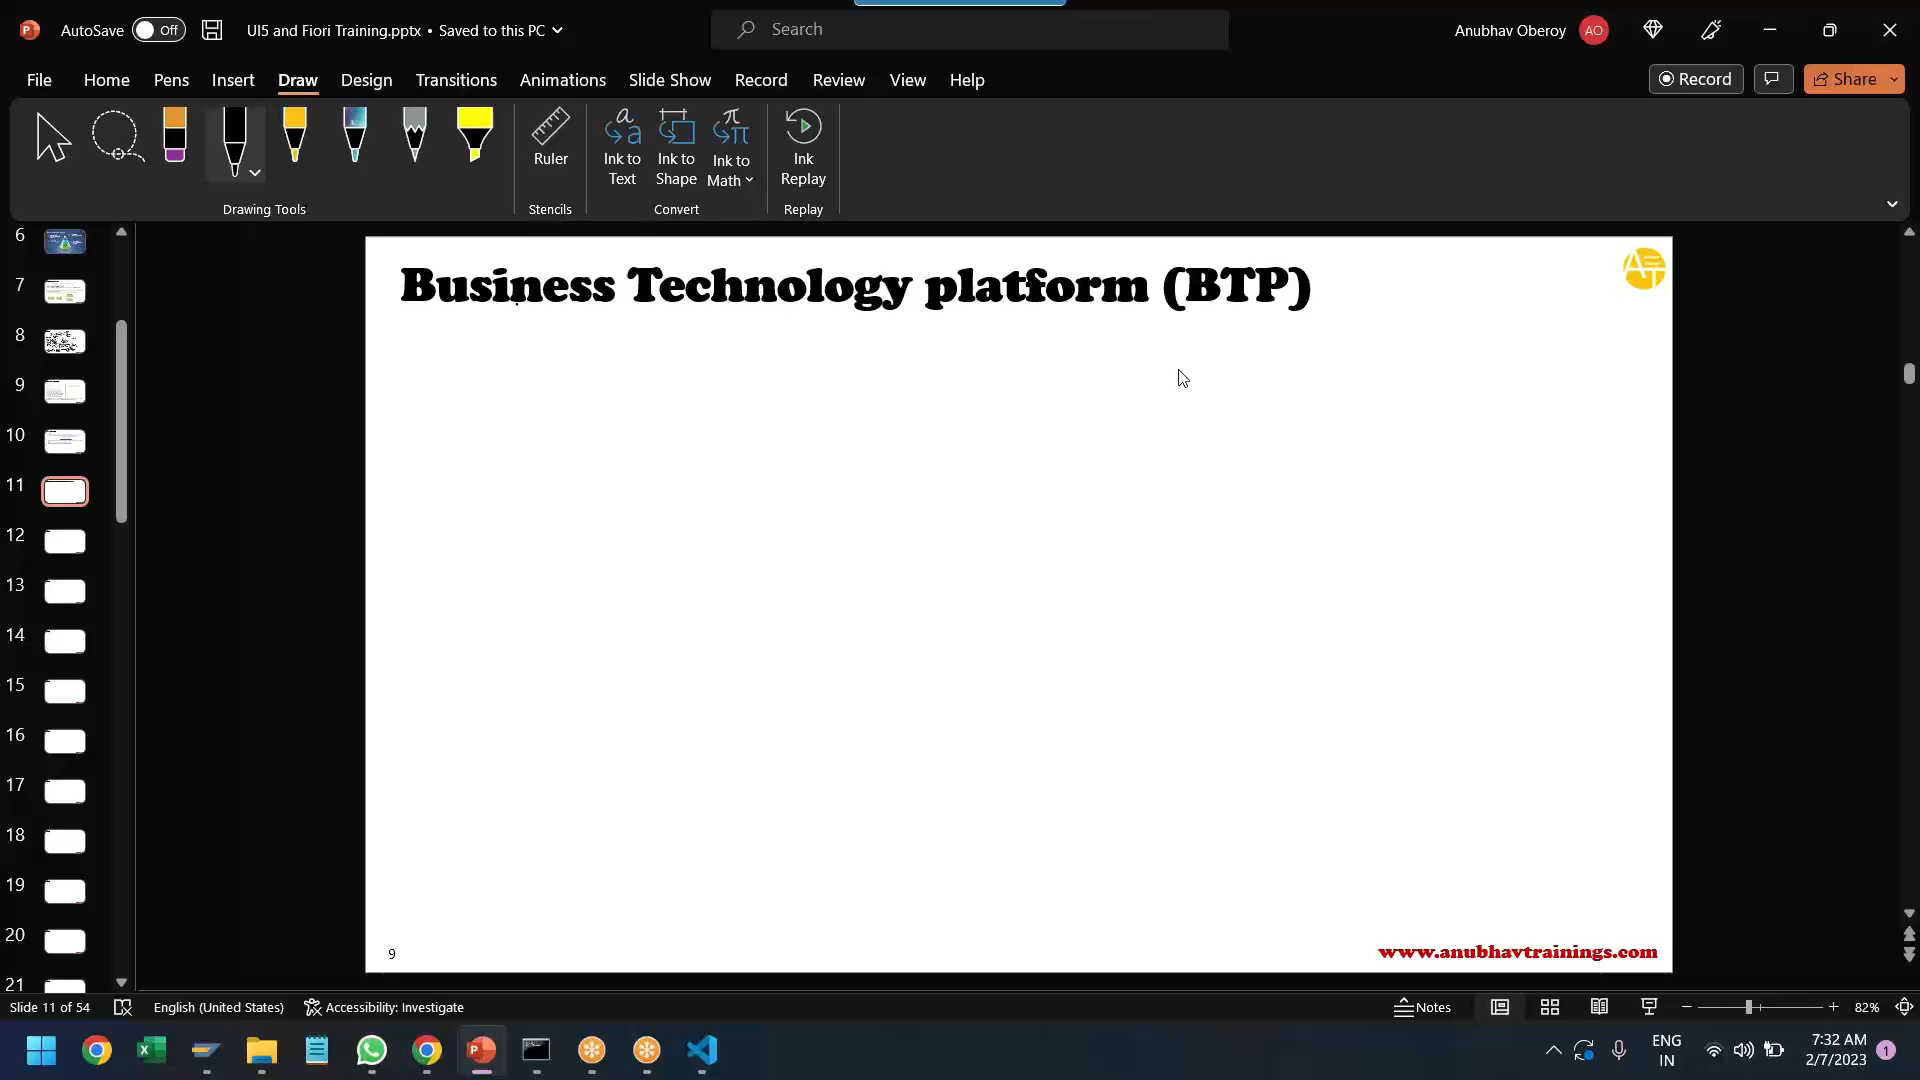 AutoSave Off UI5 and Fiori Training.pptx • Saved to this PC Search Anubhav Oberoy AO
File Home Pens Insert Draw Design Transitions Animations Slide Show Record Review View Help Record Share
Ruler
Ink to Text
Ink to Shape
Ink to Math
Ink Replay
Drawing Tools Stencils Convert Replay
6
7
8
9
10
11
12
13
14
15
16
17
18
19
20
21
Business Technology platform (BTP)
9
www.anubhavtrainings.com
Slide 11 of 54 English (United States) Accessibility: Investigate Notes 82%
ENG
IN
7:32 AM
2/7/2023
1